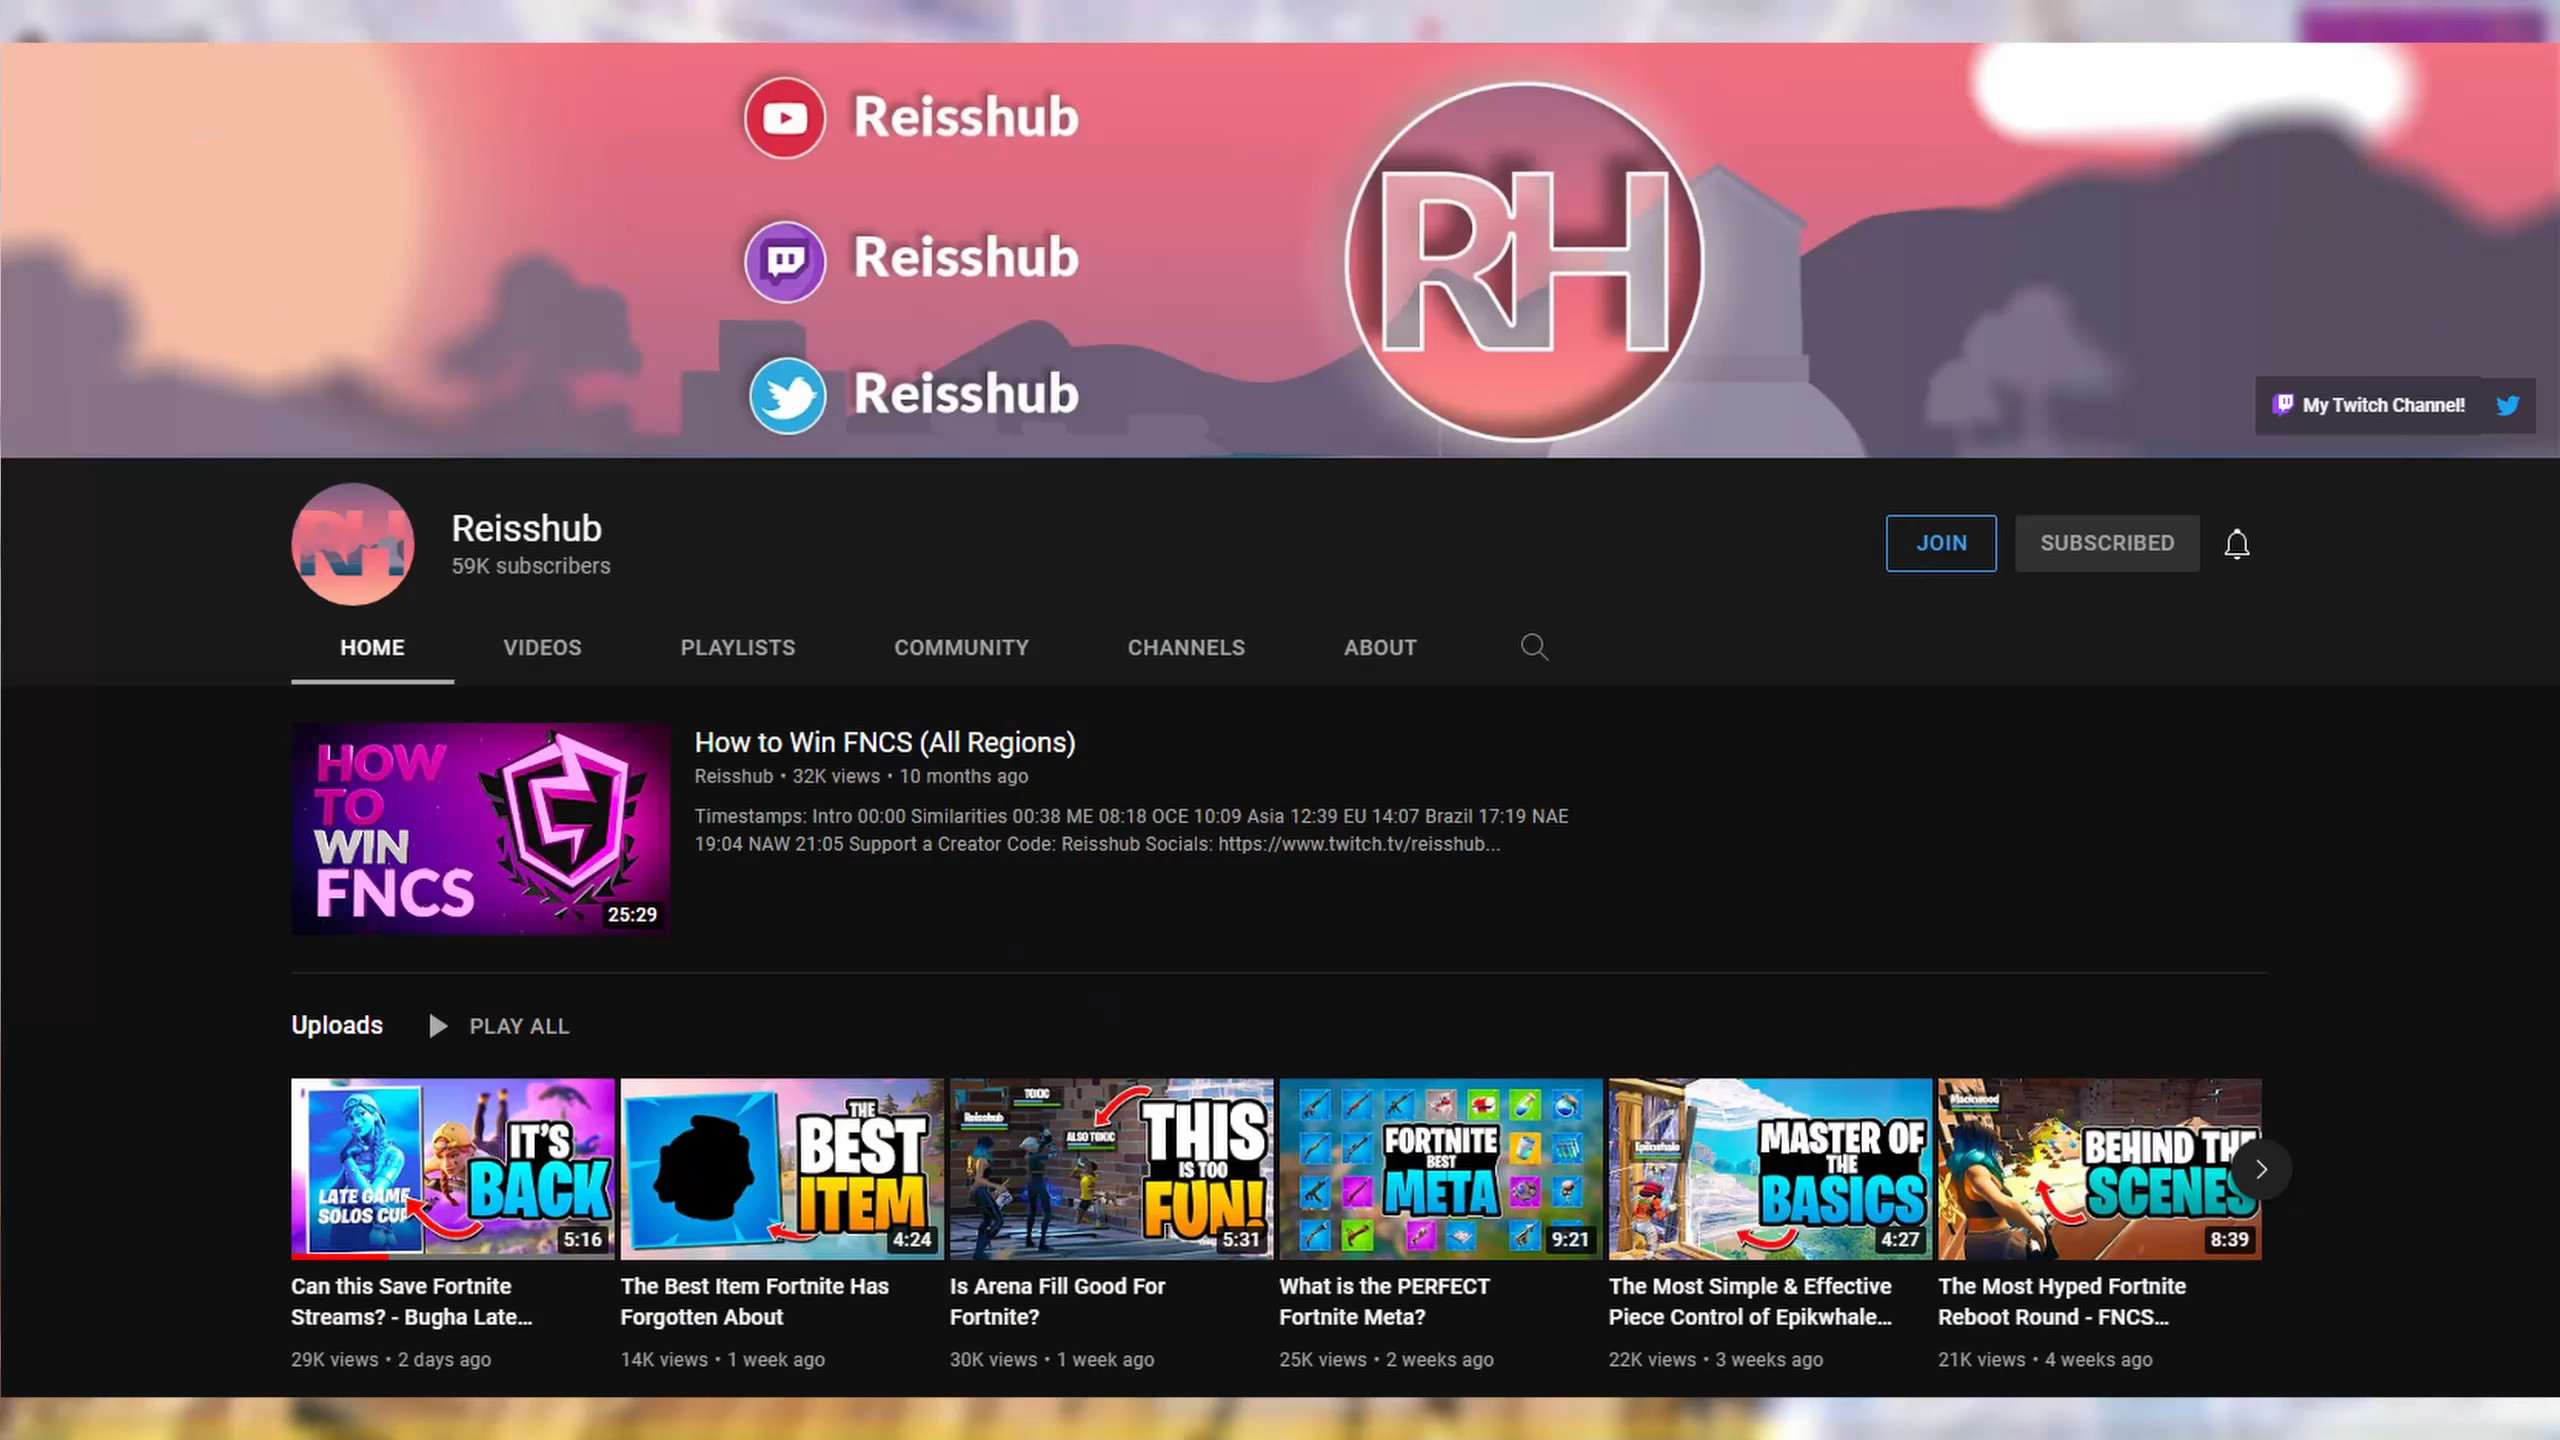 Reisshub
Reisshub
Reisshub
RH
My Twitch Channel!
RH
Reisshub
59K subscribers
JOIN
SUBSCRIBED
HOME
VIDEOS
PLAYLISTS
COMMUNITY
CHANNELS
ABOUT
HOW
TO
WIN
FNCS
25:29
How to Win FNCS (All Regions)
Reisshub • 32K views • 10 months ago
Timestamps: Intro 00:00 Similarities 00:38 ME 08:18 OCE 10:09 Asia 12:39 EU 14:07 Brazil 17:19 NAE
19:04 NAW 21:05 Support a Creator Code: Reisshub Socials: https://www.twitch.tv/reisshub...
Uploads
PLAY ALL
LATE GAME
SOLOS CUP
IT'S
BACK
5:16
Can this Save Fortnite
Streams? - Bugha Late...
29K views • 2 days ago
THE
BEST
ITEM
4:24
The Best Item Fortnite Has
Forgotten About
14K views • 1 week ago
Reisshub
TOXIC
ALSO TOXIC
THIS
IS TOO
FUN!
5:31
Is Arena Fill Good For
Fortnite?
30K views • 1 week ago
FORTNITE
BEST
META
9:21
What is the PERFECT
Fortnite Meta?
25K views • 2 weeks ago
Epikwhale
MASTER OF
THE
BASICS
4:27
The Most Simple & Effective
Piece Control of Epikwhale...
22K views • 3 weeks ago
Mackwood
BEHIND THE
SCENES
8:39
The Most Hyped Fortnite
Reboot Round - FNCS...
21K views • 4 weeks ago